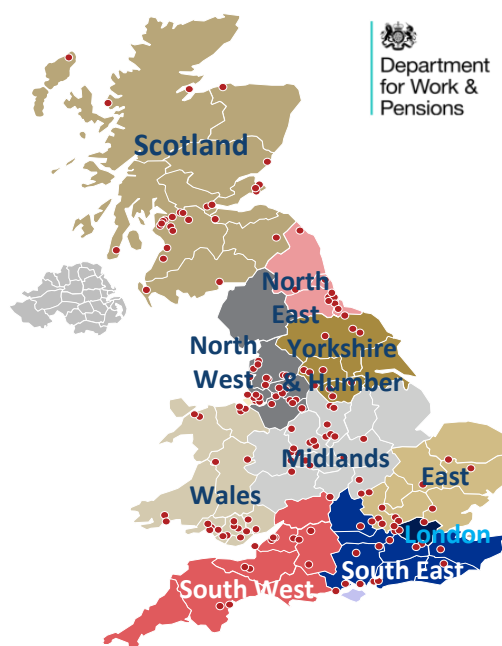 Department
for Work &
Pensions
Scotland
North
East
North
West
Yorkshire
& Humber
Midlands
East
Wales
London
South East
South West